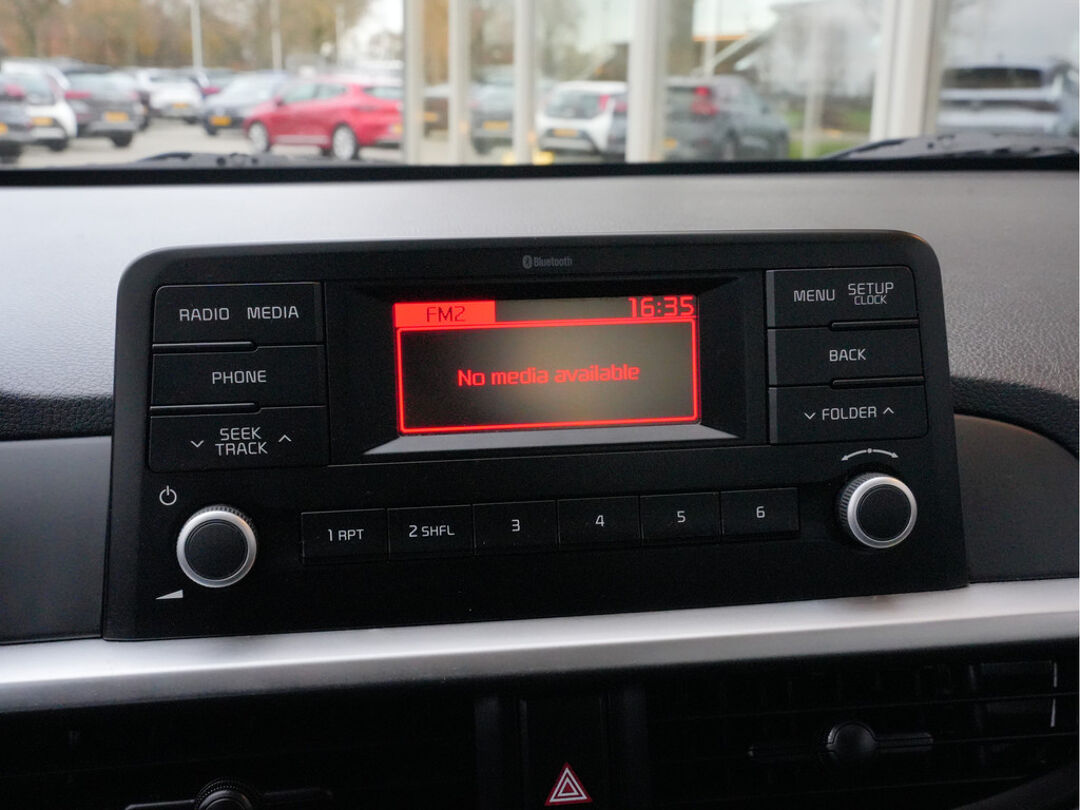 Bluetooth
RADIO MEDIA
PHONE
SEEK
TRACK
FM2 16:35
No media available
MENU SETUP
CLOCK
BACK
FOLDER
1 RPT 2 SHFL 3 4 5 6